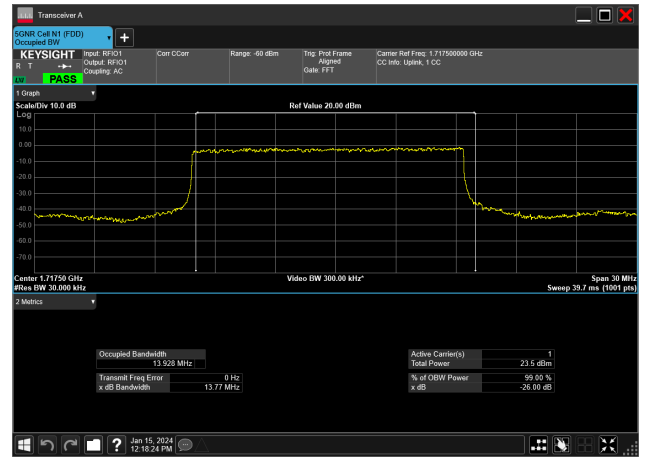 Transceiver A
5GNR Cell N1 (FDD)
Occupied BW
KEYSIGHT
R T
LXI
PASS
Input: RFIO1
Output: RFIO1
Coupling: AC
Corr CCorr
Range: -60 dBm
Trig: Prot Frame
Aligned
Gate: FFT
Carrier Ref Freq: 1.717500000 GHz
CC Info: Uplink, 1 CC
1 Graph
Scale/Div 10.0 dB
Ref Value 20.00 dBm
Log
10.0
0.00
-10.0
-20.0
-30.0
-40.0
-50.0
-60.0
-70.0
Center 1.71750 GHz
Video BW 300.00 kHz*
Span 30 MHz
#Res BW 30.000 kHz
Sweep 39.7 ms (1001 pts)
2 Metrics
Occupied Bandwidth
13.928 MHz
Active Carrier(s) 1
Total Power 23.5 dBm
Transmit Freq Error 0 Hz
x dB Bandwidth 13.77 MHz
% of OBW Power 99.00 %
x dB -26.00 dB
Jan 15, 2024
12:18:24 PM